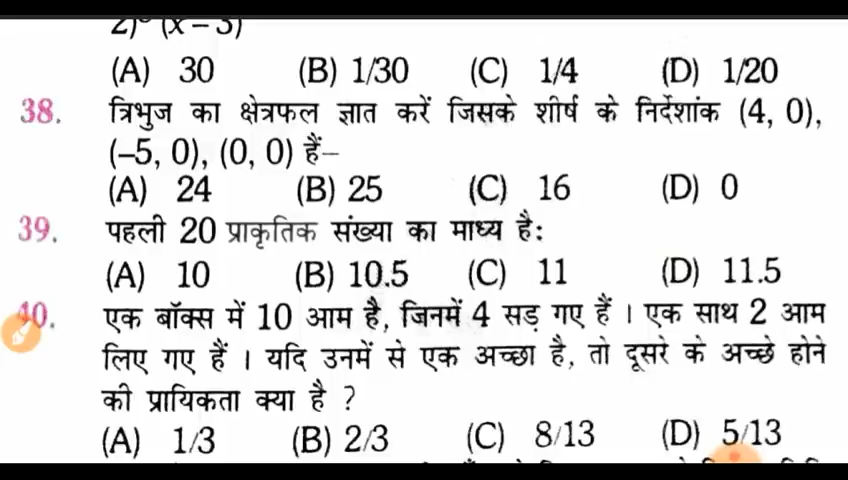 2)⁰ (x – 3)
(A) 30 (B) 1/30 (C) 1/4 (D) 1/20
38. त्रिभुज का क्षेत्रफल ज्ञात करें जिसके शीर्ष के निर्देशांक (4, 0),
(–5, 0), (0, 0) हैं–
(A) 24 (B) 25 (C) 16 (D) 0
39. पहली 20 प्राकृतिक संख्या का माध्य है:
(A) 10 (B) 10.5 (C) 11 (D) 11.5
40. एक बॉक्स में 10 आम है, जिनमें 4 सड़ गए हैं । एक साथ 2 आम
लिए गए हैं । यदि उनमें से एक अच्छा है, तो दूसरे के अच्छे होने
की प्रायिकता क्या है ?
(A) 1/3 (B) 2/3 (C) 8/13 (D) 5/13